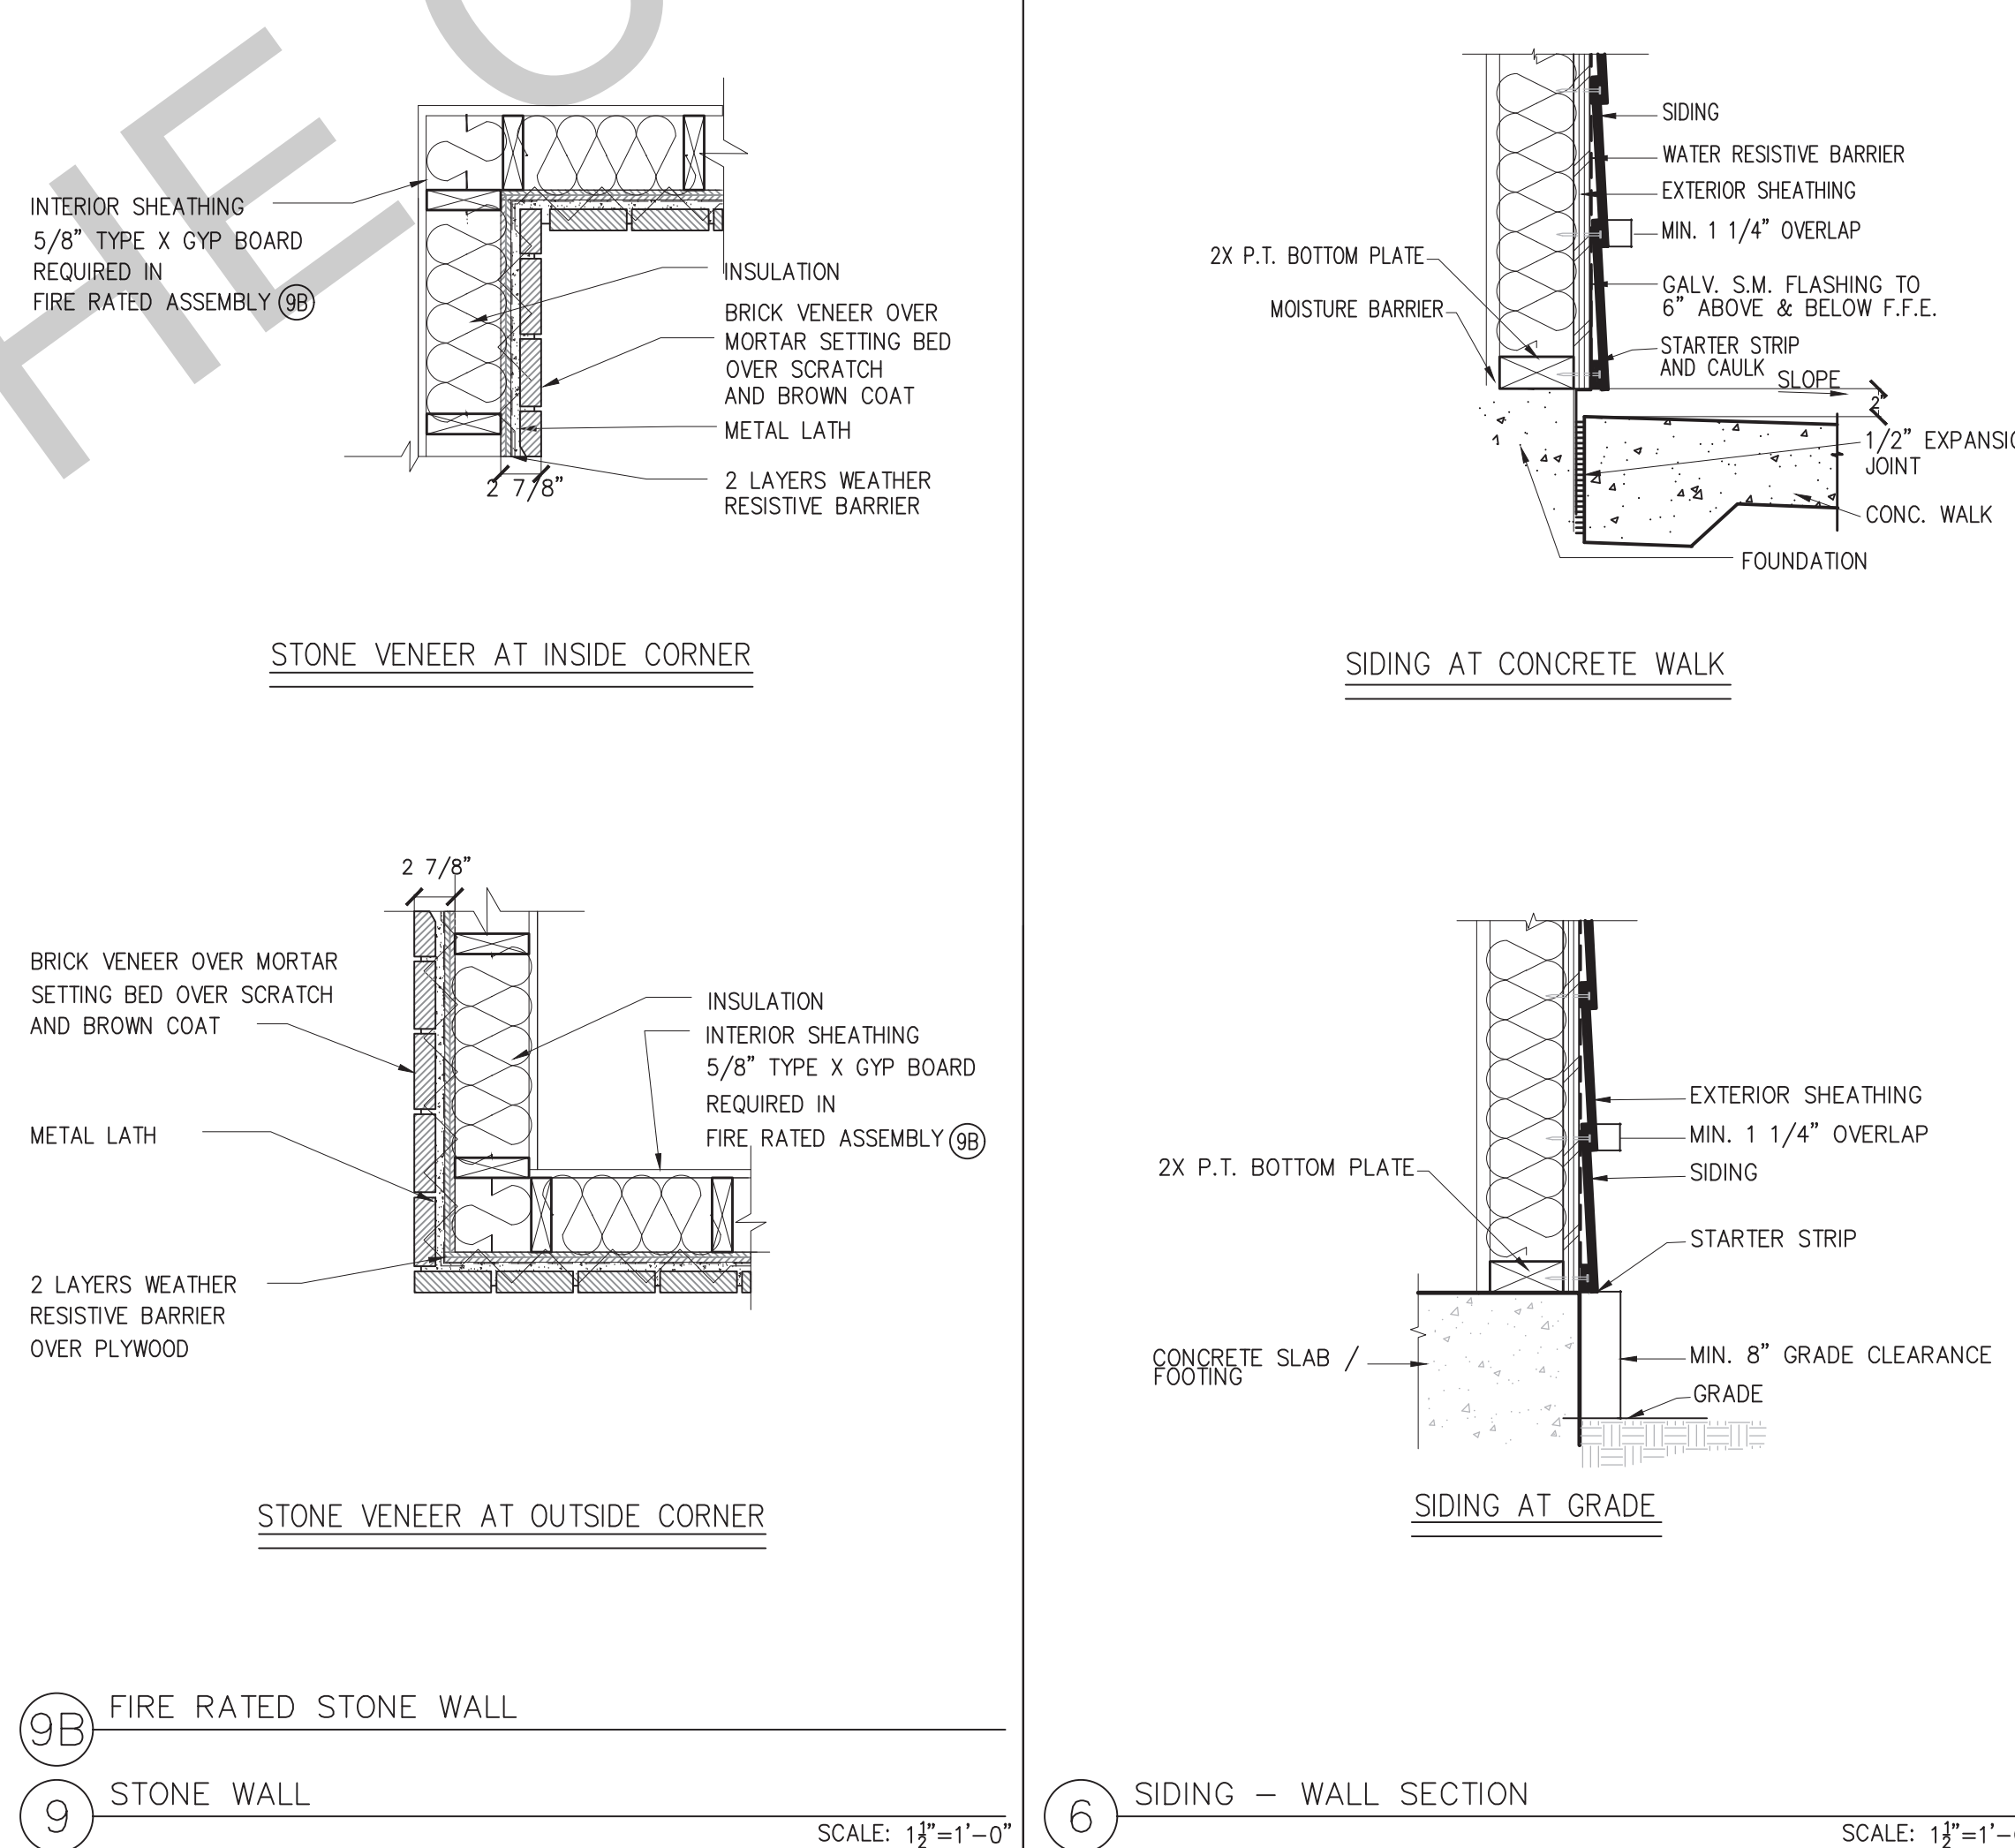 INTERIOR SHEATHING
5/8" TYPE X GYP BOARD
REQUIRED IN
FIRE RATED ASSEMBLY 9B
INSULATION
BRICK VENEER OVER
MORTAR SETTING BED
OVER SCRATCH
AND BROWN COAT
METAL LATH
2 LAYERS WEATHER
RESISTIVE BARRIER
2 7/8"
STONE VENEER AT INSIDE CORNER
2 7/8"
BRICK VENEER OVER MORTAR
SETTING BED OVER SCRATCH
AND BROWN COAT
METAL LATH
2 LAYERS WEATHER
RESISTIVE BARRIER
OVER PLYWOOD
INSULATION
INTERIOR SHEATHING
5/8" TYPE X GYP BOARD
REQUIRED IN
FIRE RATED ASSEMBLY 9B
STONE VENEER AT OUTSIDE CORNER
9B FIRE RATED STONE WALL
9 STONE WALL
SCALE: 1 1/2"=1'-0"
SIDING
WATER RESISTIVE BARRIER
EXTERIOR SHEATHING
MIN. 1 1/4" OVERLAP
2X P.T. BOTTOM PLATE
MOISTURE BARRIER
GALV. S.M. FLASHING TO
6" ABOVE & BELOW F.F.E.
STARTER STRIP
AND CAULK
SLOPE
2"
1/2" EXPANSIO
JOINT
CONC. WALK
FOUNDATION
SIDING AT CONCRETE WALK
EXTERIOR SHEATHING
MIN. 1 1/4" OVERLAP
SIDING
2X P.T. BOTTOM PLATE
STARTER STRIP
CONCRETE SLAB /
FOOTING
MIN. 8" GRADE CLEARANCE
GRADE
SIDING AT GRADE
6 SIDING – WALL SECTION
SCALE: 1 1/2"=1'-
HE